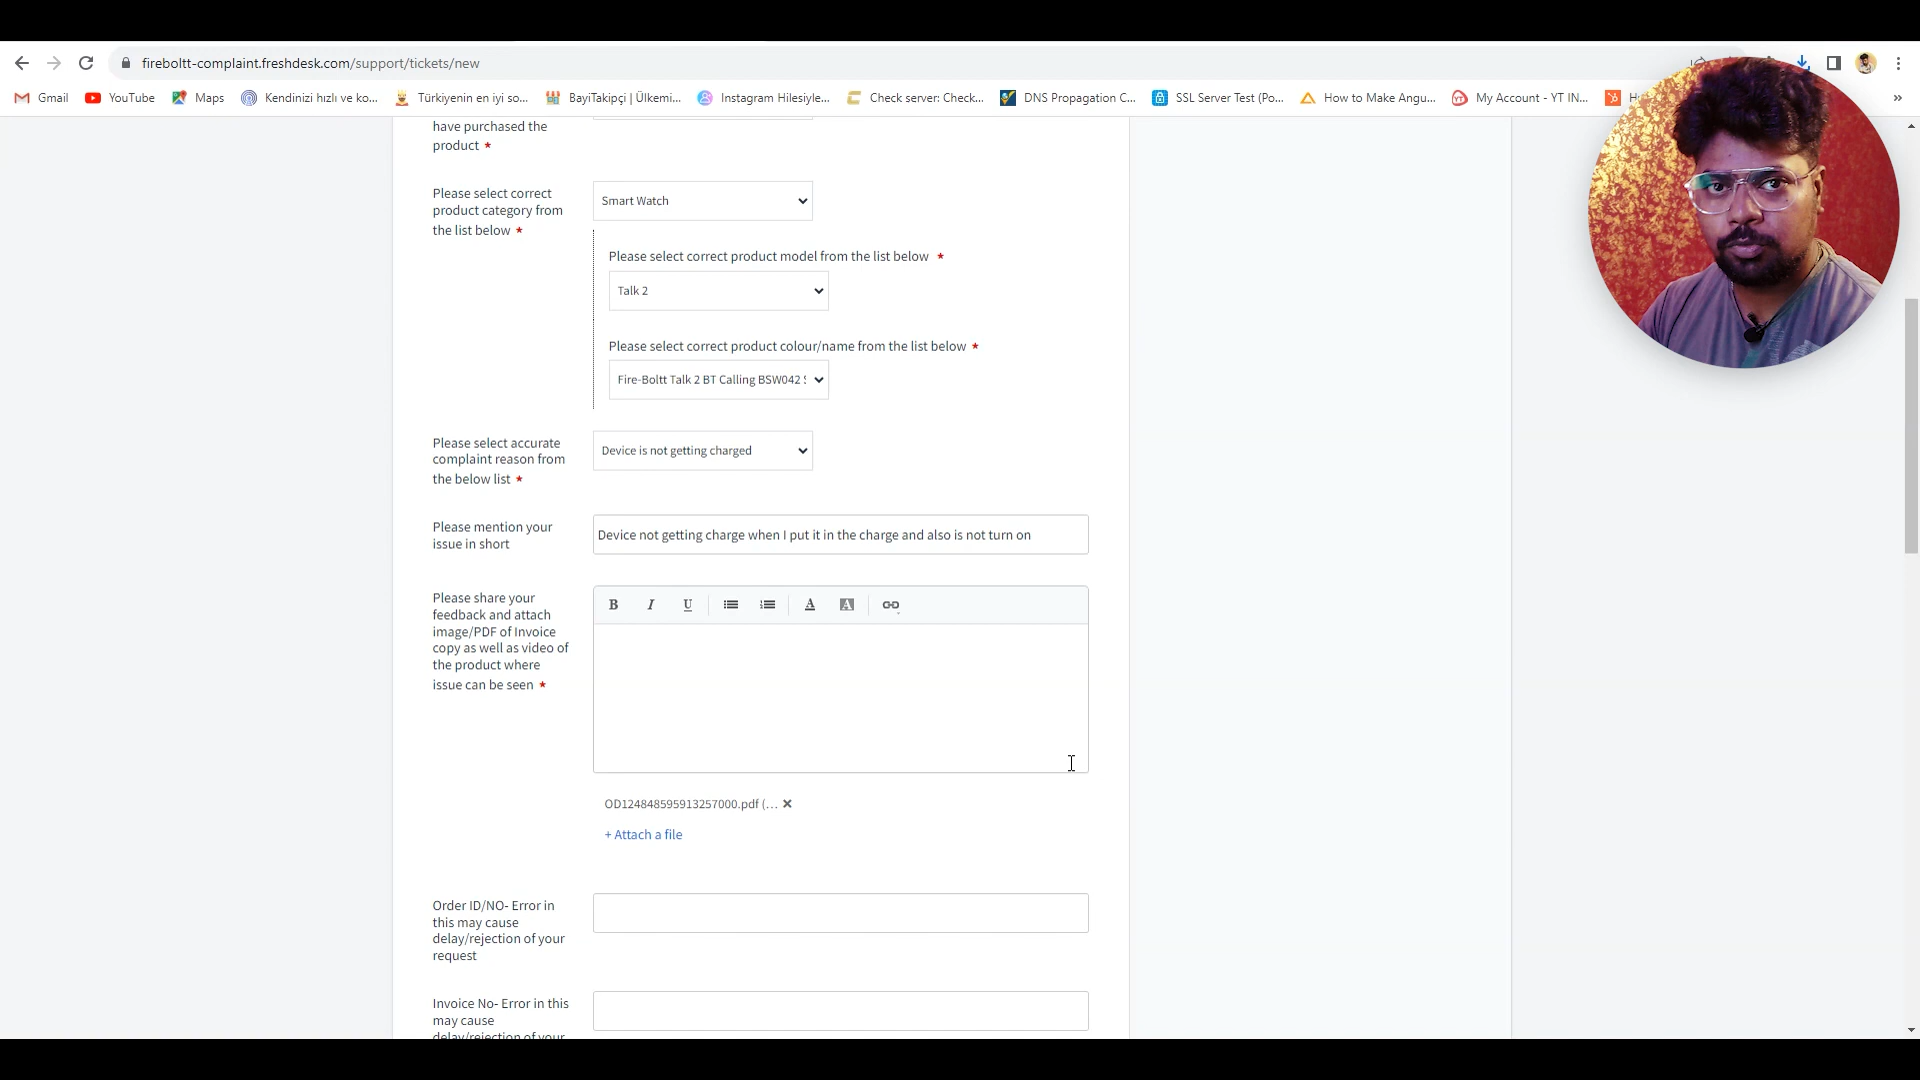 fireboltt-complaint.freshdesk.com/support/tickets/new
Gmail YouTube Maps Kendinizi hızlı ve ko... Türkiyenin en iyi so... BayiTakipçi | Ülkemi... Instagram Hilesiyle... Check server: Check... DNS Propagation C... SSL Server Test (Po... How to Make Angu... My Account - YT IN... »
have purchased the
product *
Please select correct
product category from
the list below *
Smart Watch
Please select correct product model from the list below *
Talk 2
Please select correct product colour/name from the list below *
Fire-Boltt Talk 2 BT Calling BSW042
Please select accurate
complaint reason from
the below list *
Device is not getting charged
Please mention your
issue in short
Device not getting charge when I put it in the charge and also is not turn on
Please share your
feedback and attach
image/PDF of Invoice
copy as well as video of
the product where
issue can be seen *
B I U A A
OD124848595913257000.pdf (... ×
+ Attach a file
Order ID/NO- Error in
this may cause
delay/rejection of your
request
Invoice No- Error in this
may cause
delay/rejection of your